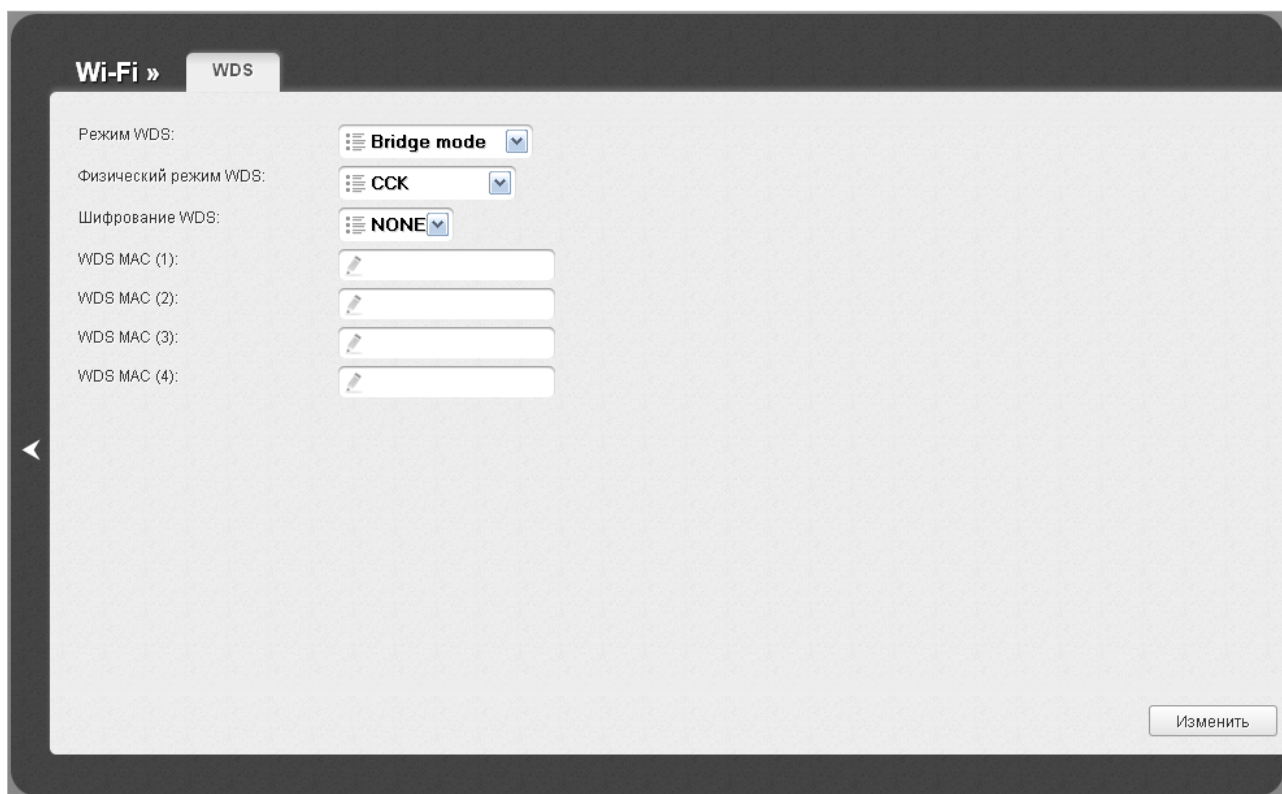 Wi-Fi » WDS
Режим WDS: Bridge mode
Физический режим WDS: CCK
Шифрование WDS: NONE
WDS MAC (1):
WDS MAC (2):
WDS MAC (3):
WDS MAC (4):
Изменить